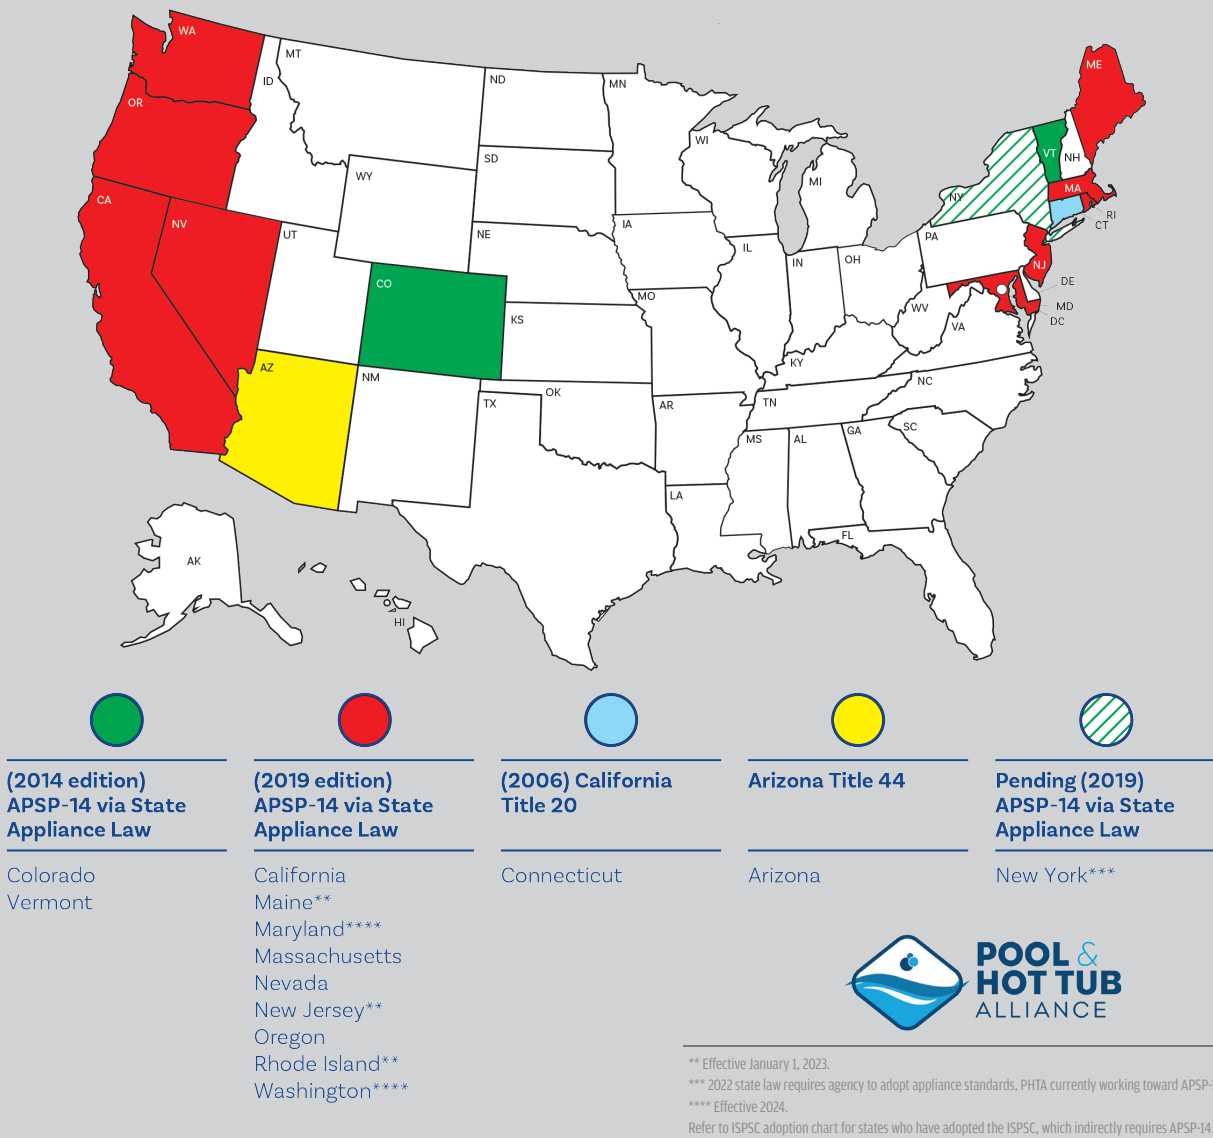 WA
MT
ME
ID
ND
MN
OR
WI
VT
NH
SD
MI
WY
MA
CA
NY
RI
NV
IA
CT
UT
NE
PA
IL
OH
IN
NJ
CO
DE
MO
WV
MD
KS
VA
DC
KY
AZ
NM
NC
OK
TX
TN
AR
SC
GA
MS
AL
LA
FL
AK
HI
(2014 edition)
APSP-14 via State
Appliance Law
Colorado
Vermont
(2019 edition)
APSP-14 via State
Appliance Law
California
Maine**
Maryland****
Massachusetts
Nevada
New Jersey**
Oregon
Rhode Island**
Washington****
(2006) California
Title 20
Connecticut
Arizona Title 44
Arizona
Pending (2019)
APSP-14 via State
Appliance Law
New York***
POOL &
HOT TUB
ALLIANCE
** Effective January 1, 2023.
*** 2022 state law requires agency to adopt appliance standards, PHTA currently working toward APSP-
**** Effective 2024.
Refer to ISPSC adoption chart for states who have adopted the ISPSC, which indirectly requires APSP-14.